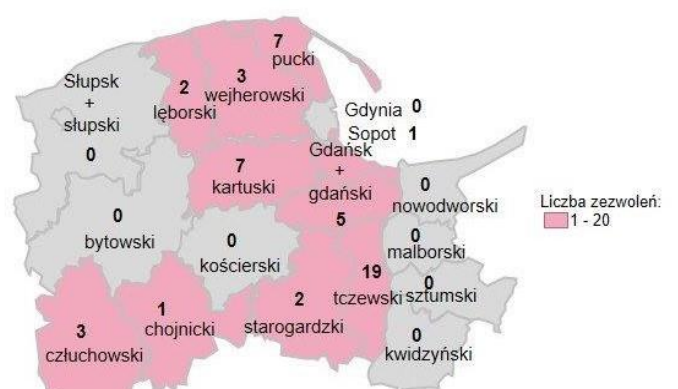 7
pucki
Słupsk
+
słupski
0
2
lęborski
3
wejherowski
Gdynia 0
Sopot 1
Gdańsk
+
gdański
5
7
kartuski
0
nowodworski
Liczba zezwoleń:
1 - 20
0
bytowski
0
kościerski
0
malborski
19
tczewski
0
sztumski
3
człuchowski
1
chojnicki
2
starogardzki
0
kwidzyński